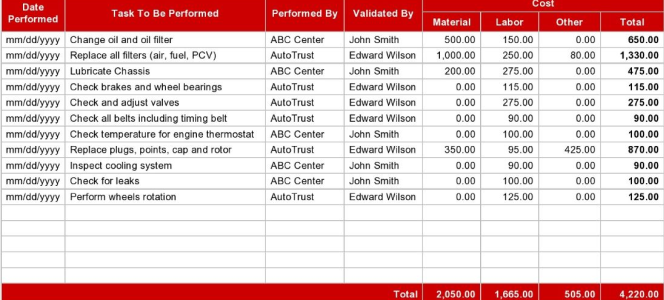 Date Performed Task To Be Performed Performed By Validated By Cost
Material Labor Other Total
mm/dd/yyyy Change oil and oil filter ABC Center John Smith 500.00 150.00 0.00 650.00
mm/dd/yyyy Replace all filters (air, fuel, PCV) AutoTrust Edward Wilson 1,000.00 250.00 80.00 1,330.00
mm/dd/yyyy Lubricate Chassis ABC Center John Smith 200.00 275.00 0.00 475.00
mm/dd/yyyy Check brakes and wheel bearings AutoTrust Edward Wilson 0.00 115.00 0.00 115.00
mm/dd/yyyy Check and adjust valves AutoTrust Edward Wilson 0.00 275.00 0.00 275.00
mm/dd/yyyy Check all belts including timing belt AutoTrust Edward Wilson 0.00 90.00 0.00 90.00
mm/dd/yyyy Check temperature for engine thermostat ABC Center John Smith 0.00 100.00 0.00 100.00
mm/dd/yyyy Replace plugs, points, cap and rotor AutoTrust Edward Wilson 350.00 95.00 425.00 870.00
mm/dd/yyyy Inspect cooling system ABC Center John Smith 0.00 90.00 0.00 90.00
mm/dd/yyyy Check for leaks ABC Center John Smith 0.00 100.00 0.00 100.00
mm/dd/yyyy Perform wheels rotation AutoTrust Edward Wilson 0.00 125.00 0.00 125.00
Total 2,050.00 1,665.00 505.00 4,220.00